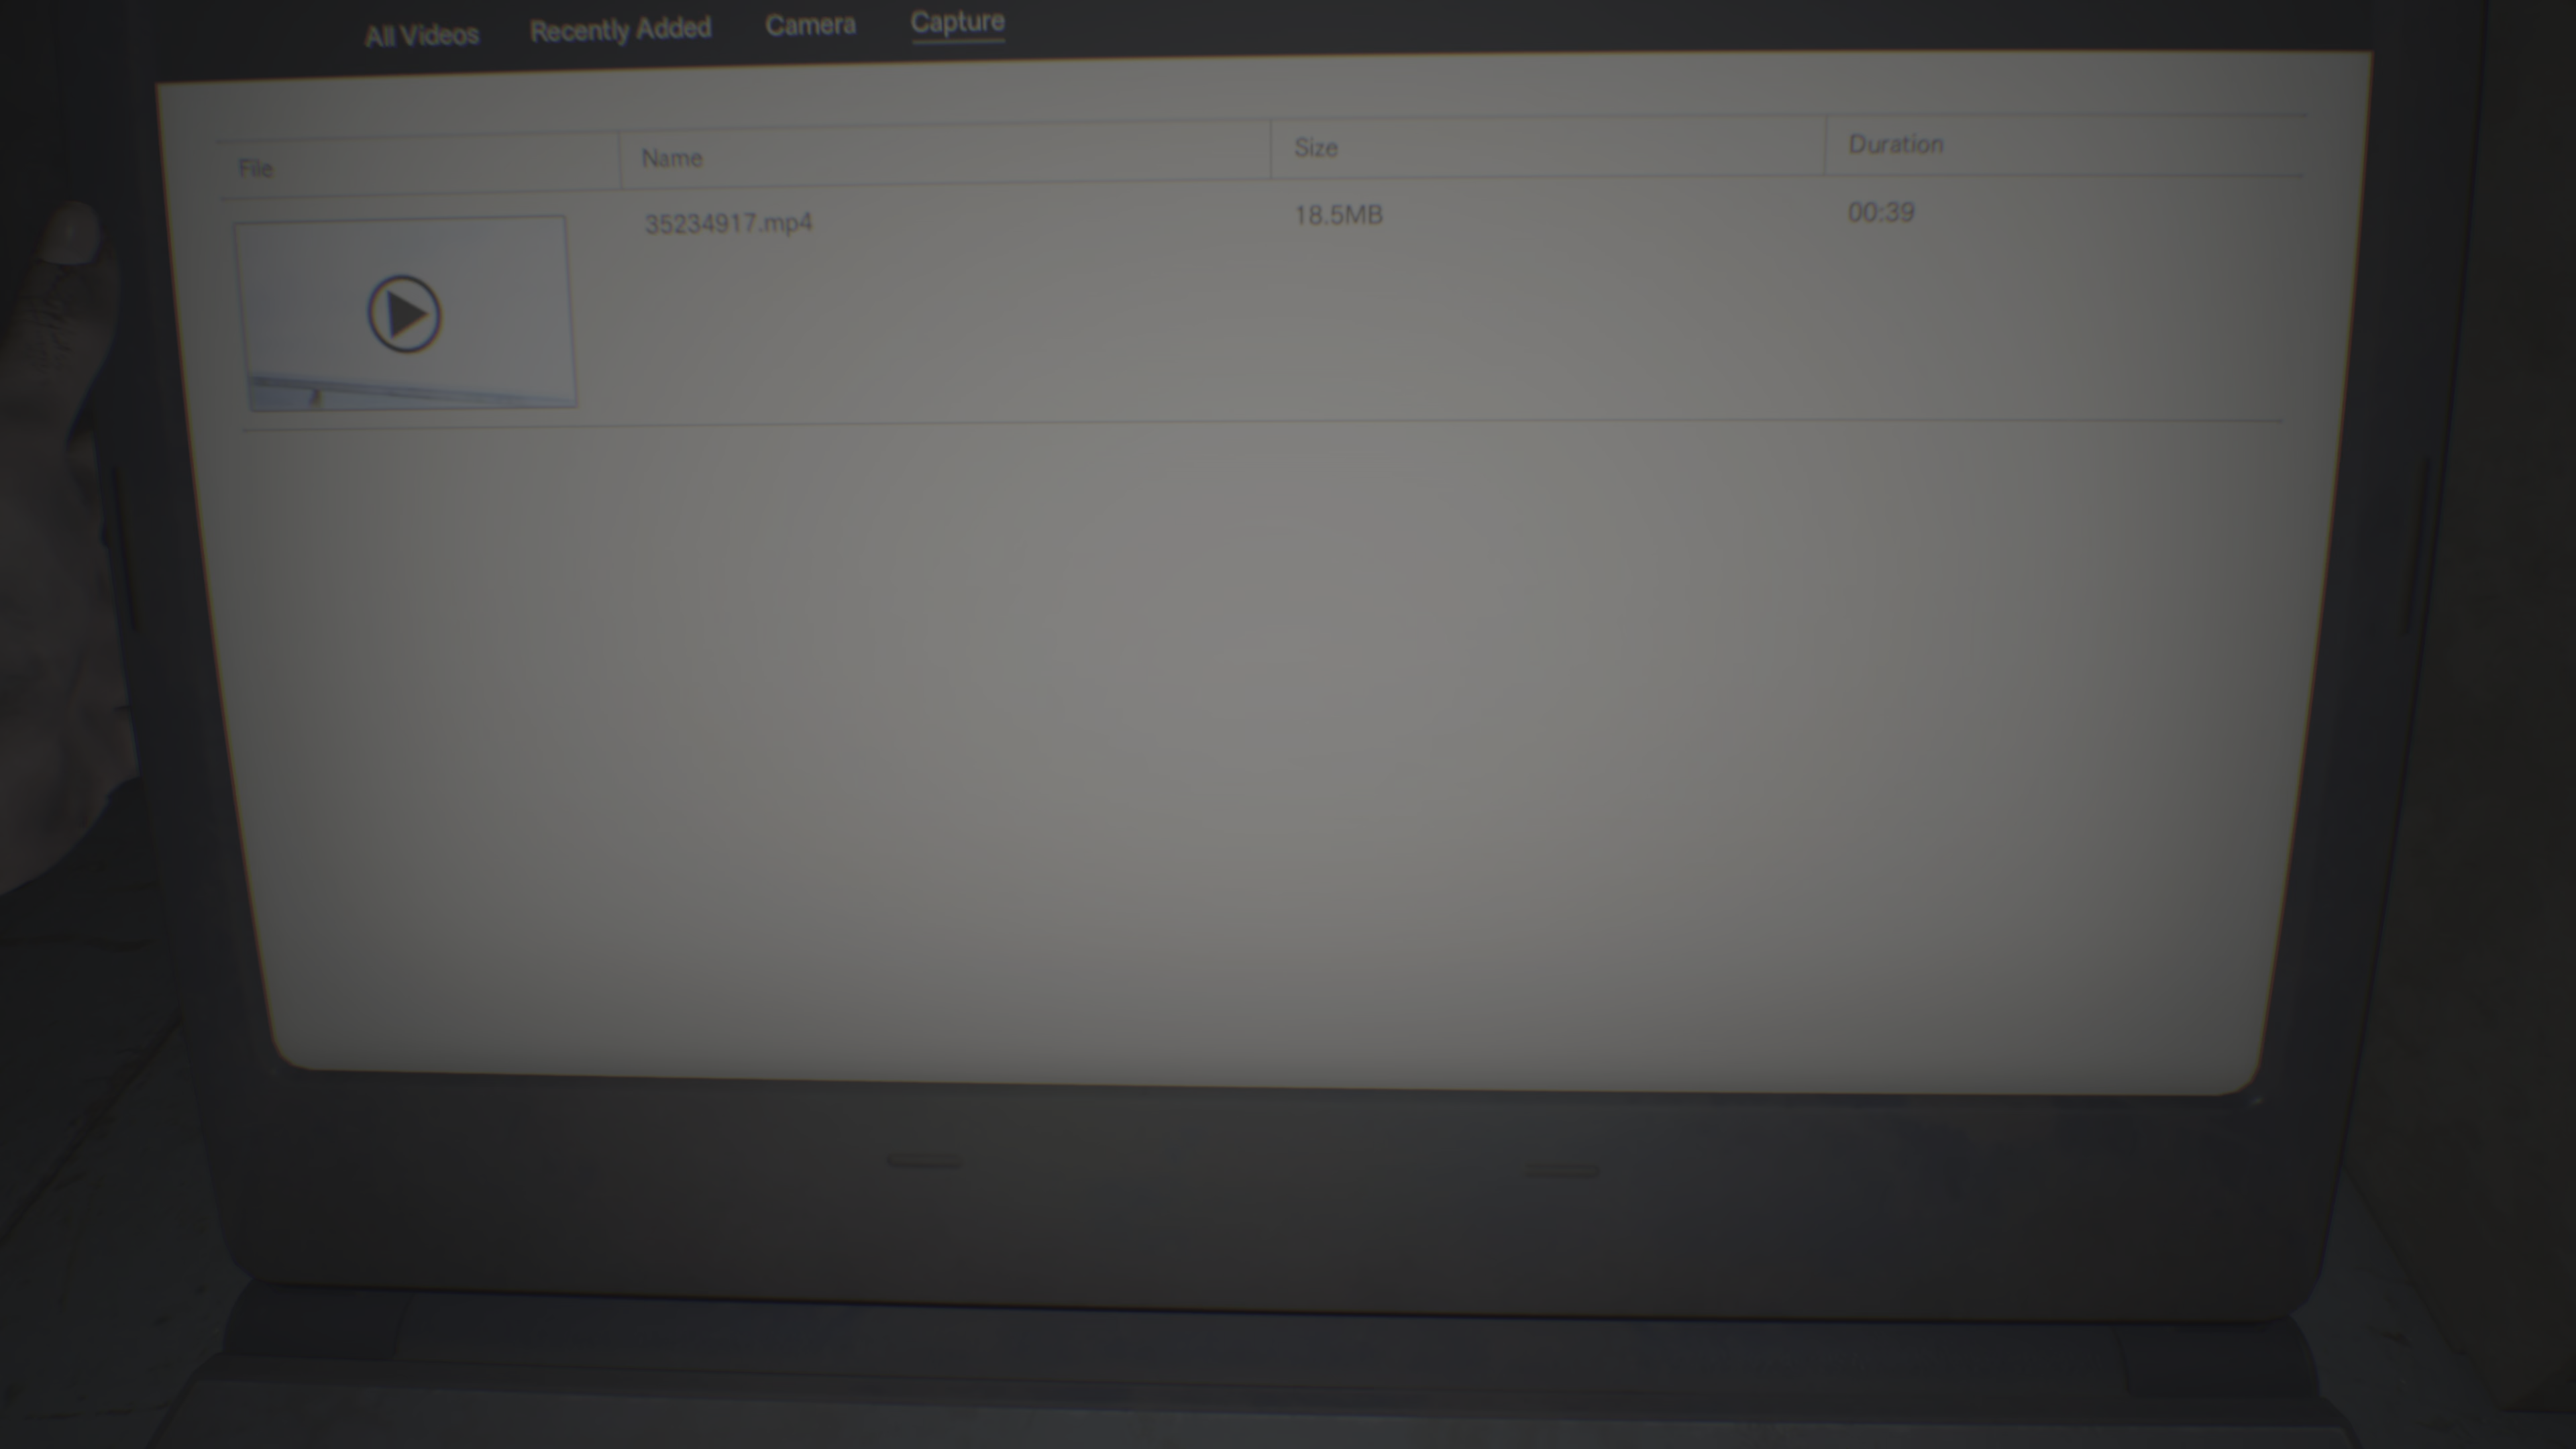 All Videos Recently Added Camera Capture
File Name Size Duration
35234917.mp4 18.5MB 00:39